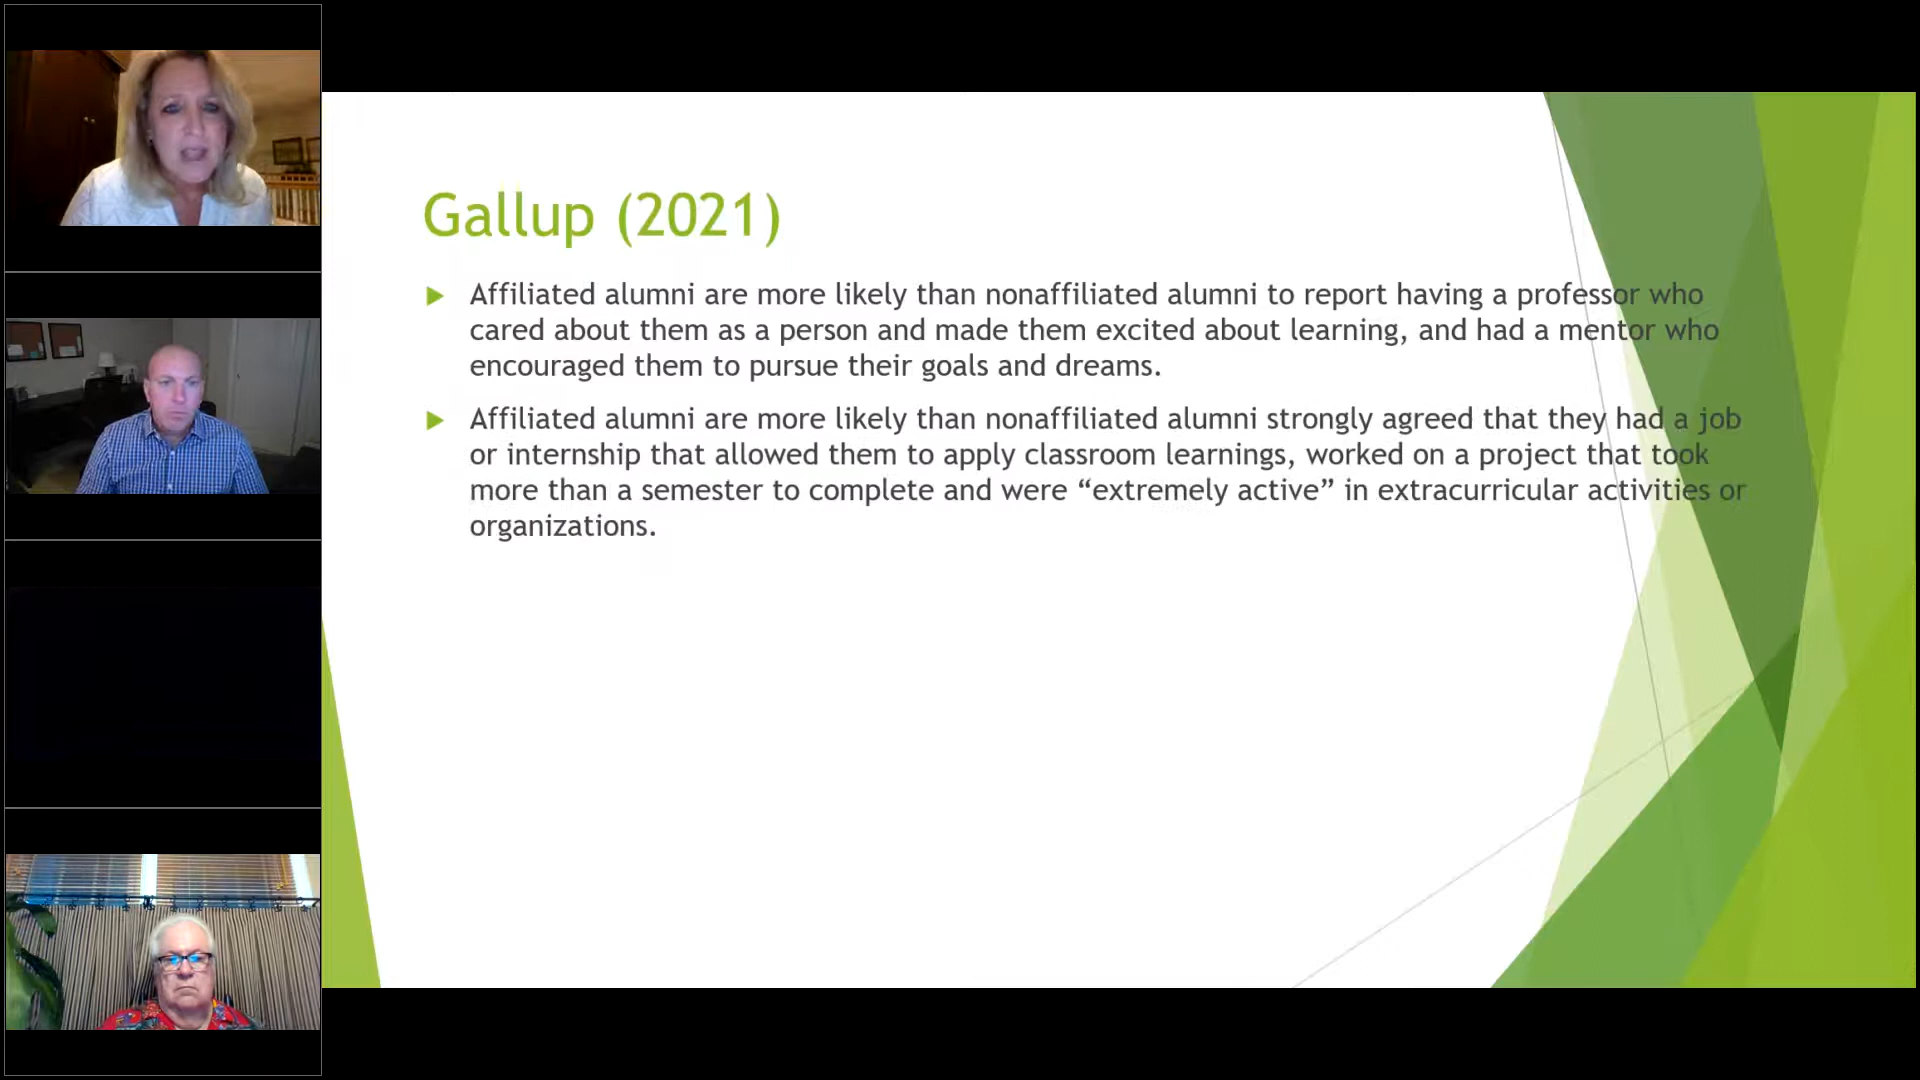 Gallup (2021)
Affiliated alumni are more likely than nonaffiliated alumni to report having a professor who
cared about them as a person and made them excited about learning, and had a mentor who
encouraged them to pursue their goals and dreams.
Affiliated alumni are more likely than nonaffiliated alumni strongly agreed that they had a job
or internship that allowed them to apply classroom learnings, worked on a project that took
more than a semester to complete and were “extremely active” in extracurricular activities or
organizations.